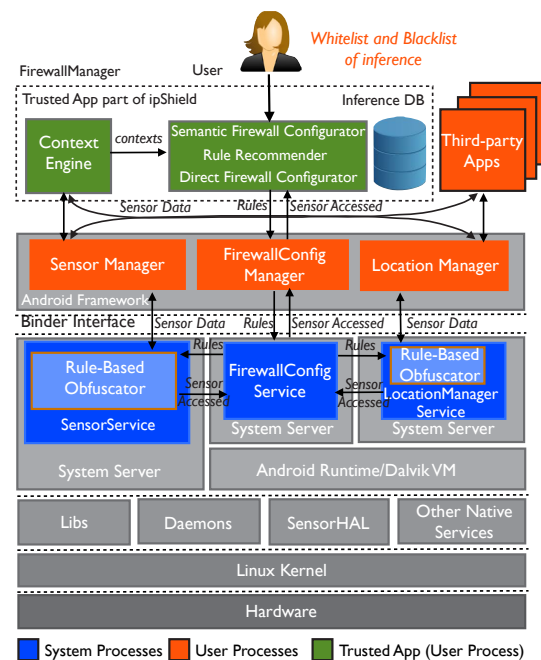 Whitelist and Blacklist
of inference
FirewallManager
User
Trusted App part of ipShield
Inference DB
Context
Engine
contexts
Semantic Firewall Configurator
Rule Recommender
Direct Firewall Configurator
Third-party
Apps
Sensor Data
Rules
Sensor Accessed
Sensor Manager
FirewallConfig
Manager
Location Manager
Android Framework
Binder Interface
Sensor Data
Rules
Sensor Accessed
Sensor Data
Rule-Based
Obfuscator
SensorService
Rules
Sensor
Accessed
FirewallConfig
Service
Rules
Sensor
Accessed
Rule-Based
Obfuscator
LocationManager
Service
System Server
System Server
System Server
Android Runtime/Dalvik VM
Libs
Daemons
SensorHAL
Other Native
Services
Linux Kernel
Hardware
System Processes
User Processes
Trusted App (User Process)